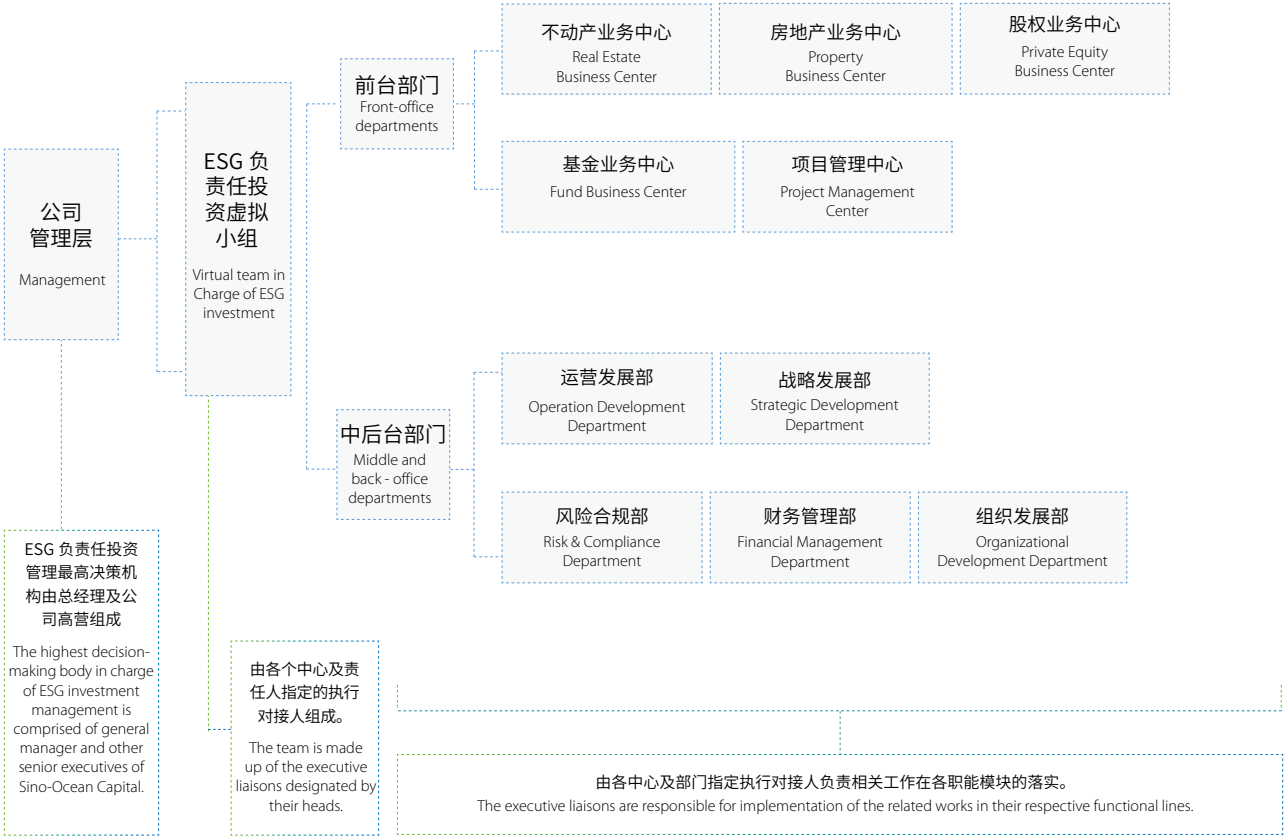 公司
管理层
Management
ESG 负
责任投
资虚拟
小组
Virtual team in
Charge of ESG
investment
前台部门
Front-office
departments
不动产业务中心
Real Estate
Business Center
房地产业务中心
Property
Business Center
股权业务中心
Private Equity
Business Center
基金业务中心
Fund Business Center
项目管理中心
Project Management
Center
中后台部门
Middle and
back - office
departments
运营发展部
Operation Development
Department
战略发展部
Strategic Development
Department
风险合规部
Risk & Compliance
Department
财务管理部
Financial Management
Department
组织发展部
Organizational
Development Department
ESG 负责任投资
管理最高决策机
构由总经理及公
司高营组成
The highest decision-
making body in charge
of ESG investment
management is
comprised of general
manager and other
senior executives of
Sino-Ocean Capital.
由各个中心及责
任人指定的执行
对接人组成。
The team is made
up of the executive
liaisons designated by
their heads.
由各中心及部门指定执行对接人负责相关工作在各职能模块的落实。
The executive liaisons are responsible for implementation of the related works in their respective functional lines.